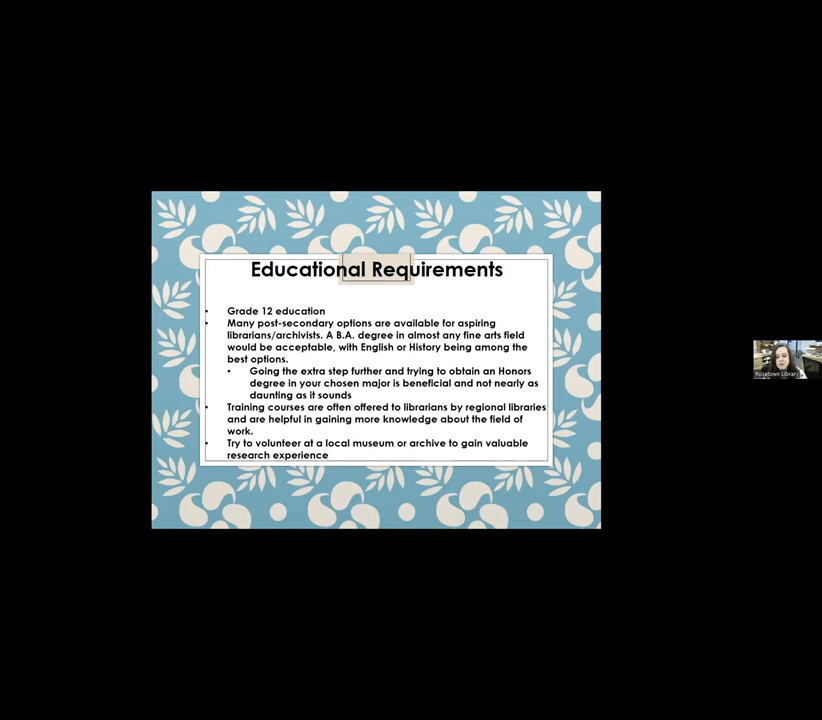 Educational Requirements
• Grade 12 education
• Many post-secondary options are available for aspiring
librarians/archivists. A B.A. degree in almost any fine arts field
would be acceptable, with English or History being among the
best options.
• Going the extra step further and trying to obtain an Honors
degree in your chosen major is beneficial and not nearly as
daunting as it sounds
• Training courses are often offered to librarians by regional libraries
and are helpful in gaining more knowledge about the field of
work.
• Try to volunteer at a local museum or archive to gain valuable
research experience
Rosetown Library